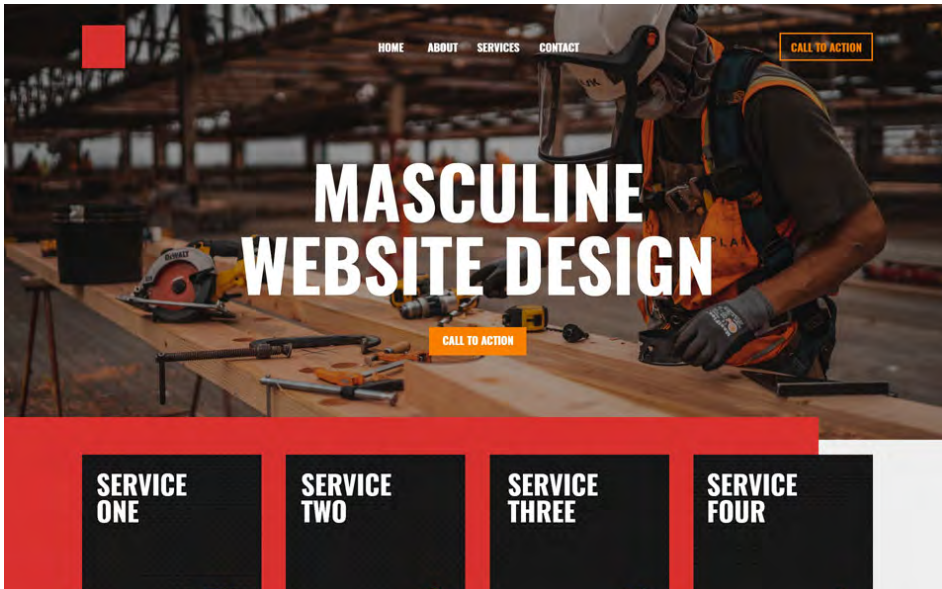 HOME ABOUT SERVICES CONTACT CALL TO ACTION
MASCULINE
WEBSITE DESIGN
CALL TO ACTION
SERVICE
ONE
SERVICE
TWO
SERVICE
THREE
SERVICE
FOUR
DEWALT